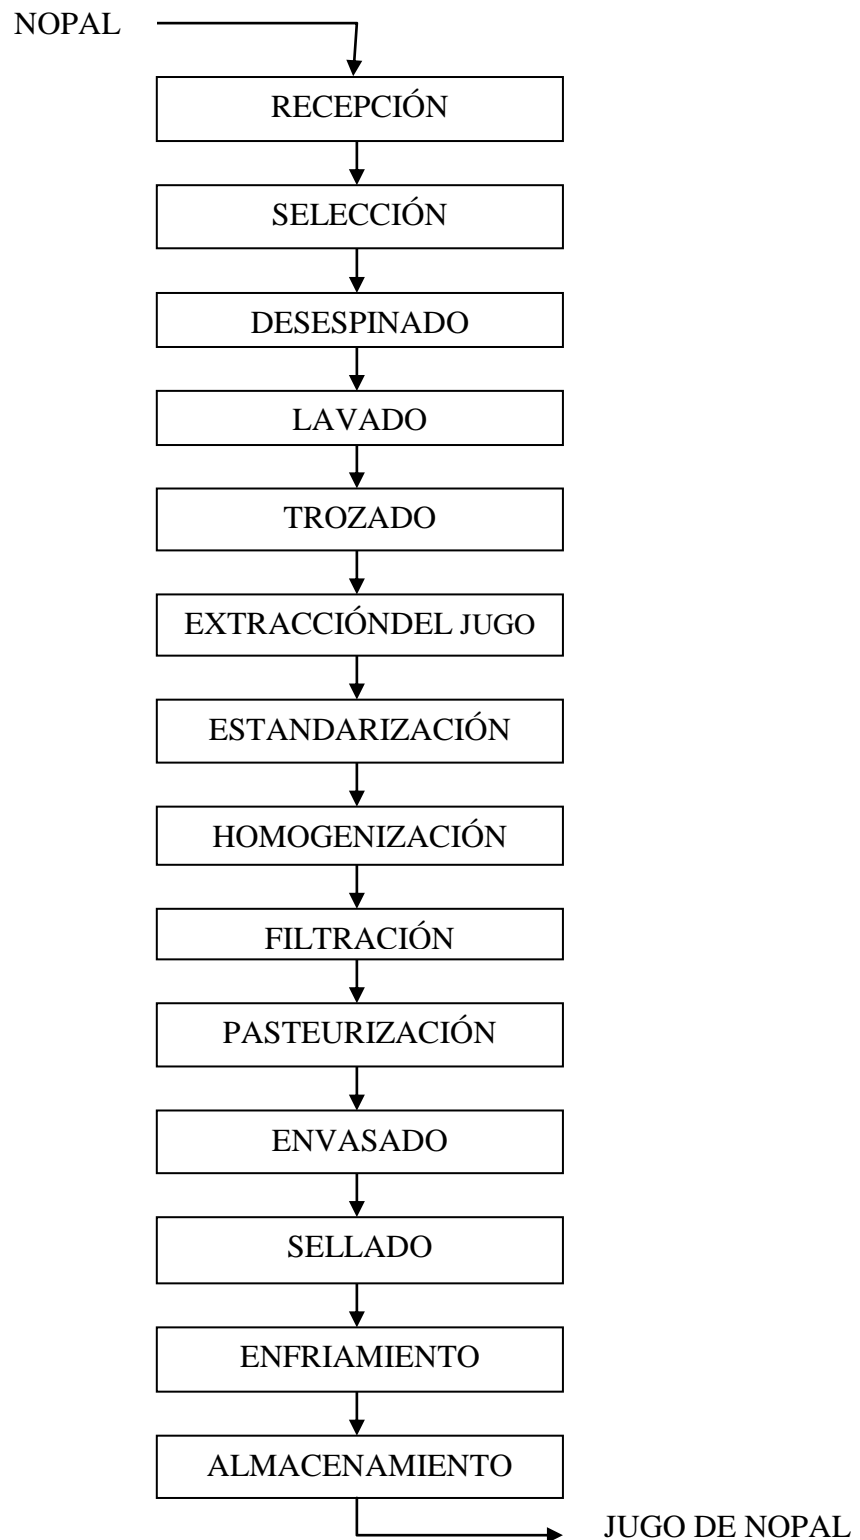 NOPAL
RECEPCIÓN
SELECCIÓN
DESESPINADO
LAVADO
TROZADO
EXTRACCIÓNDEL JUGO
ESTANDARIZACIÓN
HOMOGENIZACIÓN
FILTRACIÓN
PASTEURIZACIÓN
ENVASADO
SELLADO
ENFRIAMIENTO
ALMACENAMIENTO
JUGO DE NOPAL